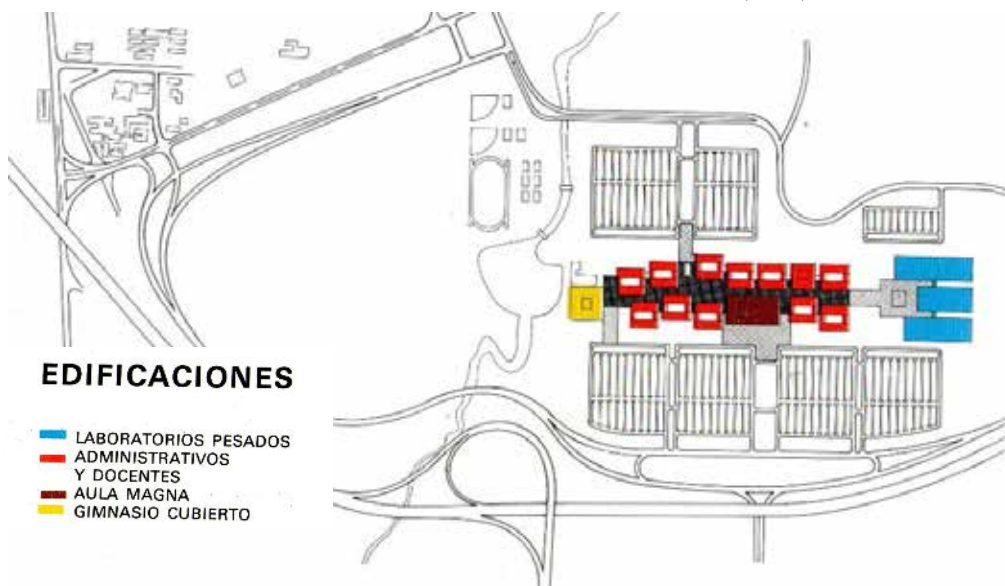 EDIFICACIONES
LABORATORIOS PESADOS
ADMINISTRATIVOS
Y DOCENTES
AULA MAGNA
GIMNASIO CUBIERTO